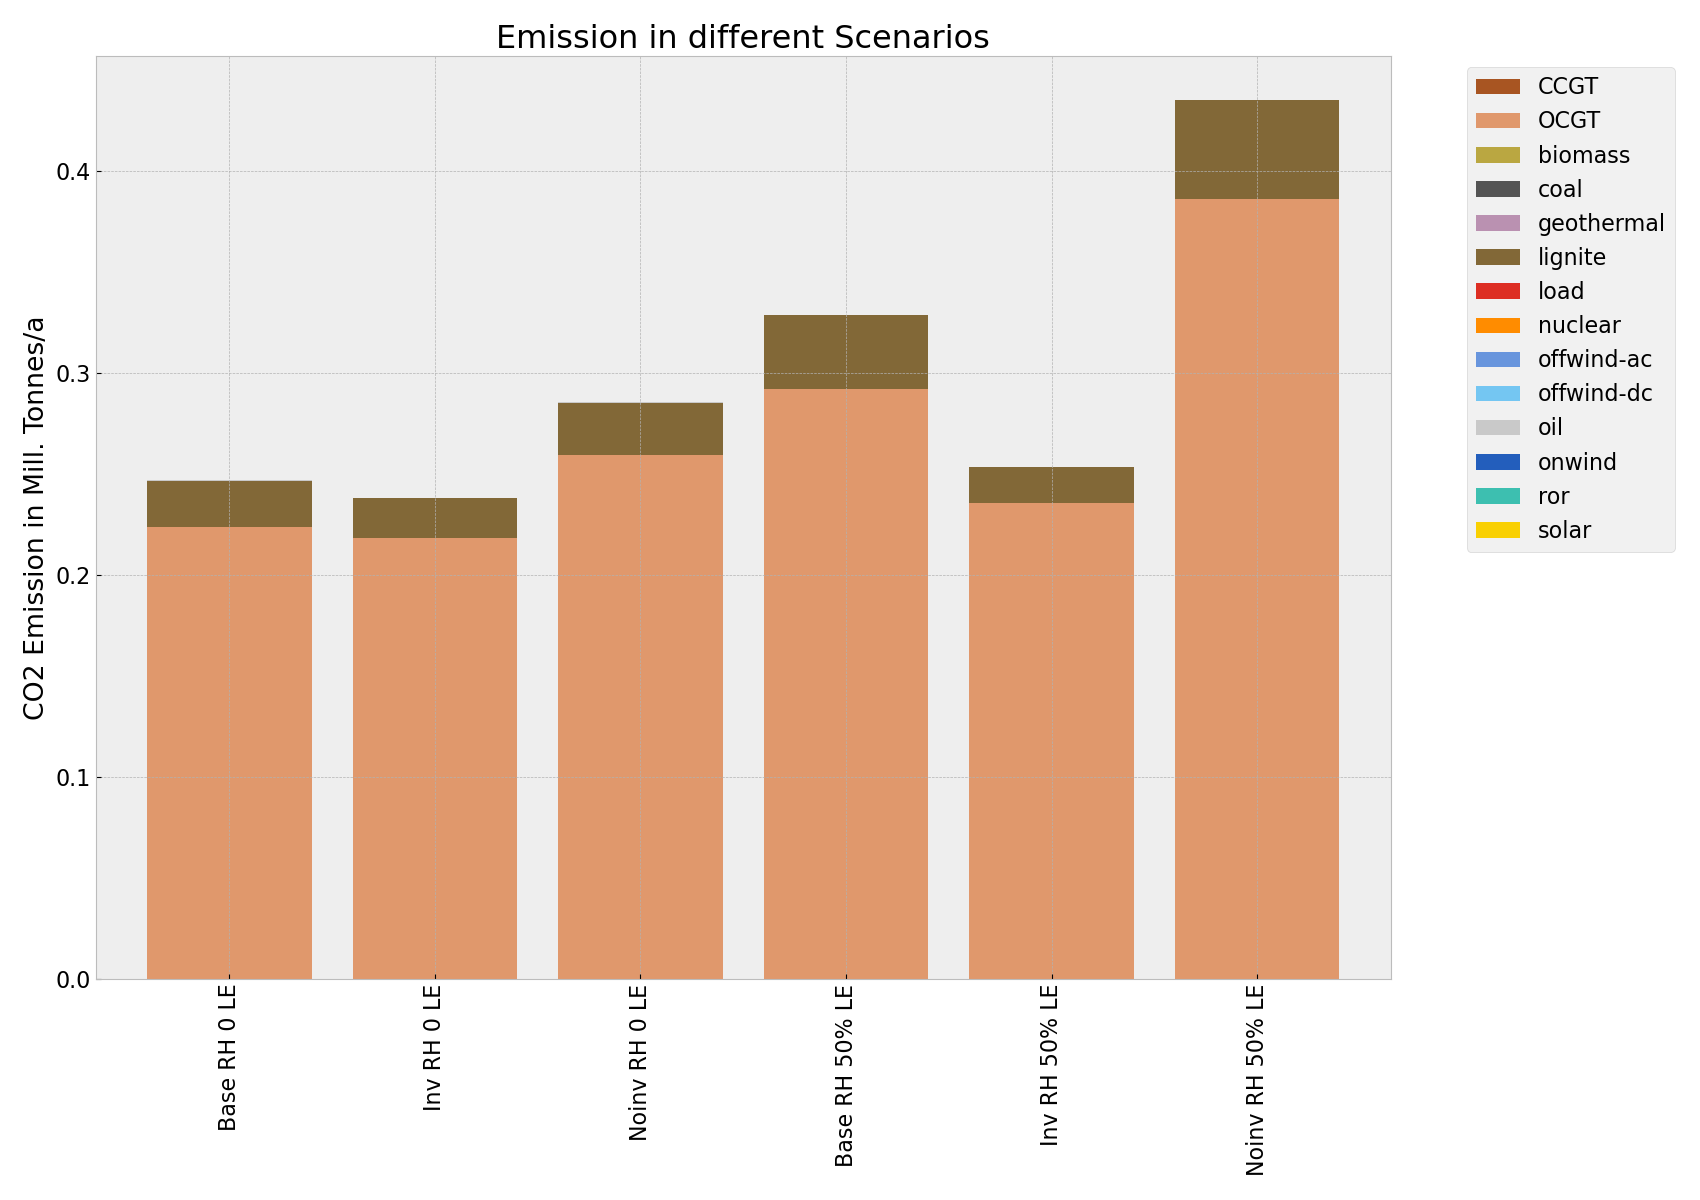 Emission in different Scenarios
CO2 Emission in Mill. Tonnes/a
0.4
0.3
0.2
0.1
0.0
Base RH 0 LE
Inv RH 0 LE
Noinv RH 0 LE
Base RH 50% LE
Inv RH 50% LE
Noinv RH 50% LE
CCGT
OCGT
biomass
coal
geothermal
lignite
load
nuclear
offwind-ac
offwind-dc
oil
onwind
ror
solar